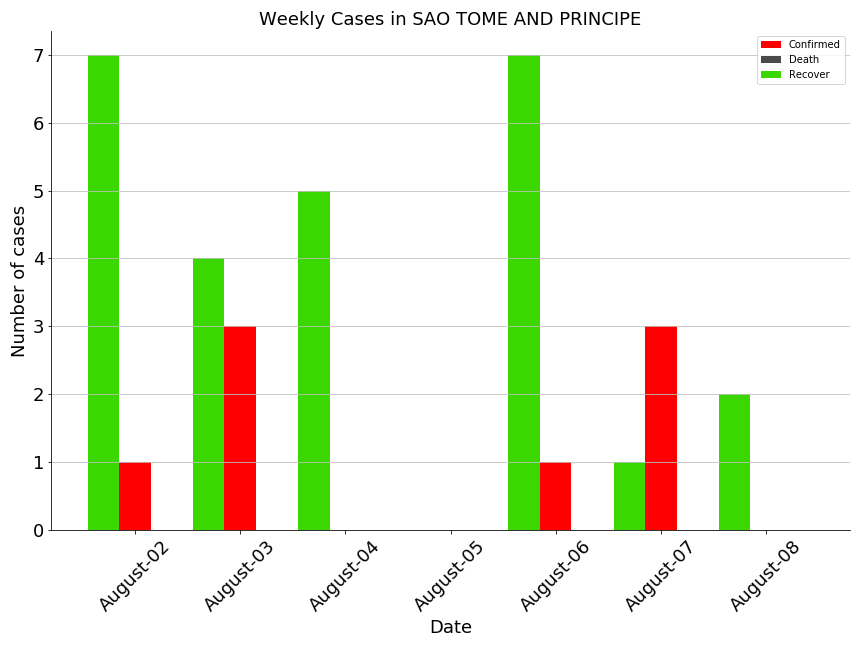 Weekly Cases in SAO TOME AND PRINCIPE
Confirmed
Death
Recover
Number of cases
7
6
5
4
3
2
1
0
August-02
August-03
August-04
August-05
August-06
August-07
August-08
Date